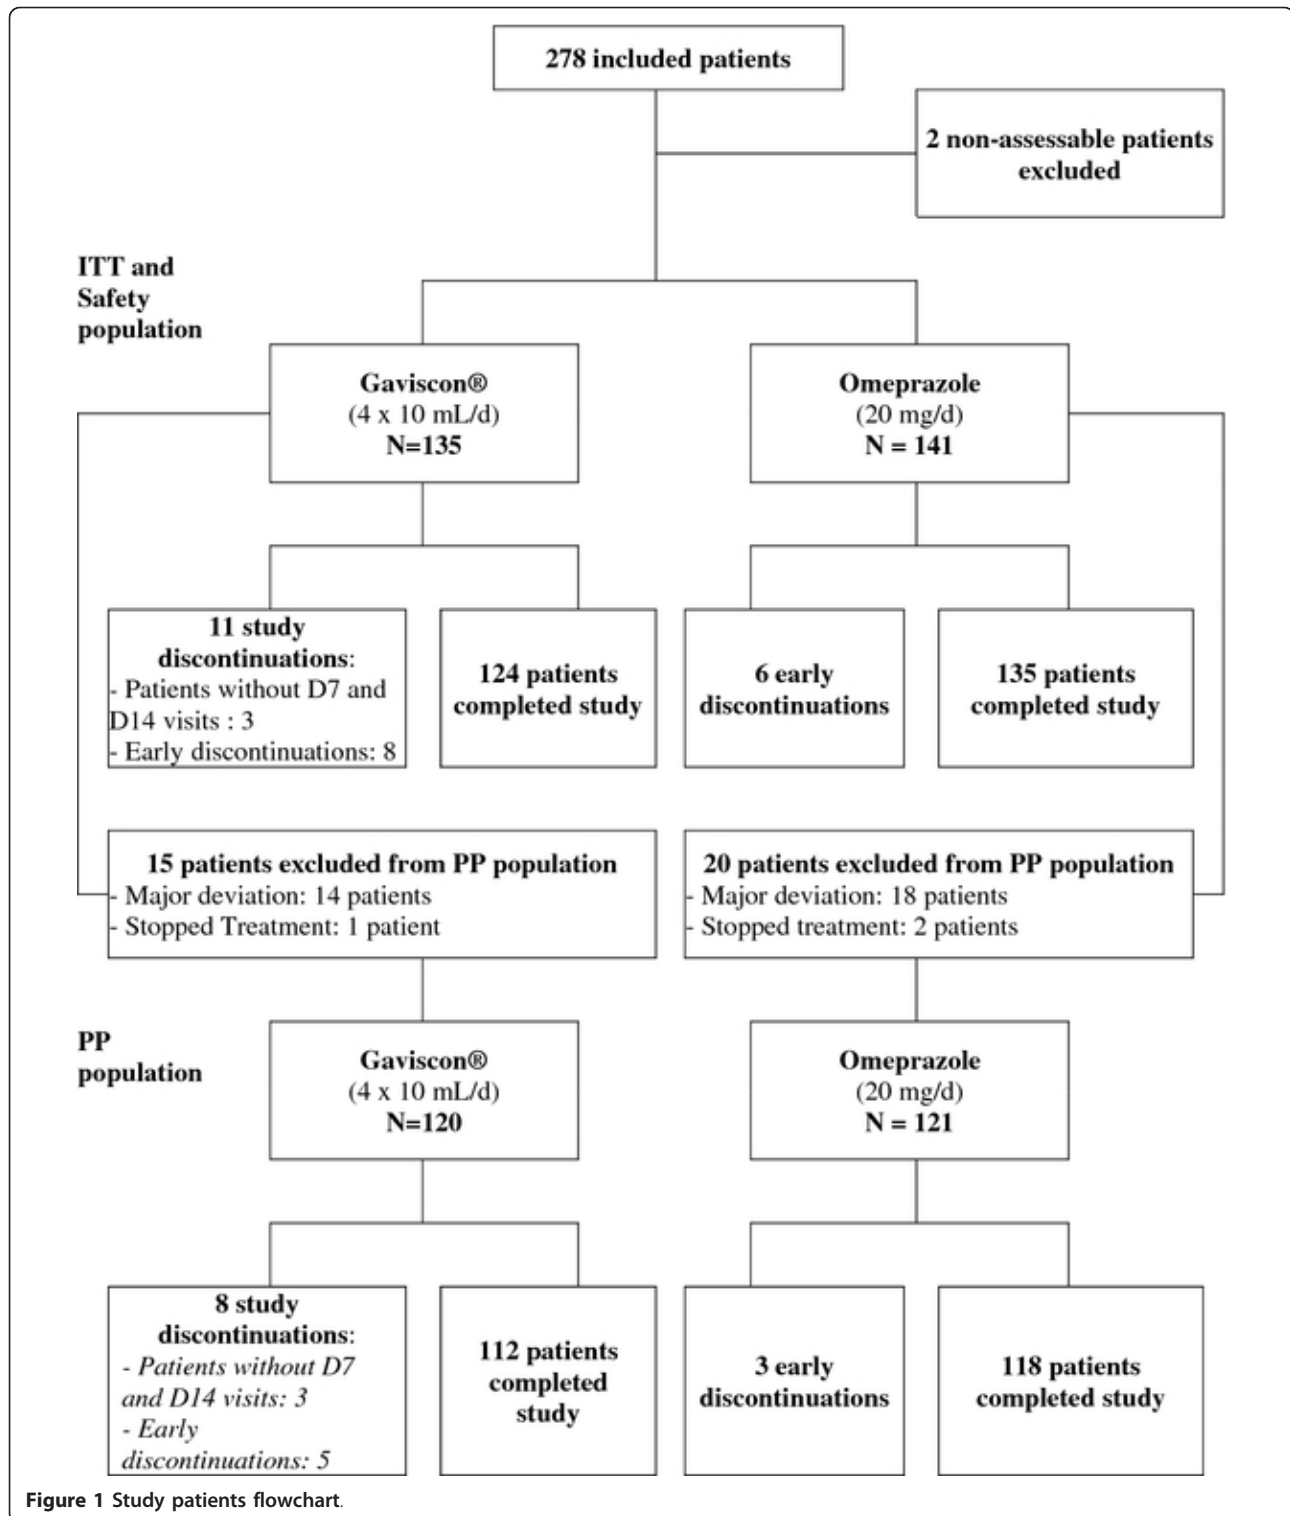 278 included patients
2 non-assessable patients
excluded
ITT and
Safety
population
Gaviscon®
(4 x 10 mL/d)
N=135
Omeprazole
(20 mg/d)
N = 141
11 study
discontinuations:
- Patients without D7 and
D14 visits : 3
- Early discontinuations: 8
124 patients
completed study
6 early
discontinuations
135 patients
completed study
15 patients excluded from PP population
- Major deviation: 14 patients
- Stopped Treatment: 1 patient
20 patients excluded from PP population
- Major deviation: 18 patients
- Stopped treatment: 2 patients
PP
population
Gaviscon®
(4 x 10 mL/d)
N=120
Omeprazole
(20 mg/d)
N = 121
8 study
discontinuations:
- Patients without D7
and D14 visits: 3
- Early
discontinuations: 5
112 patients
completed
study
3 early
discontinuations
118 patients
completed study
Figure 1 Study patients flowchart.